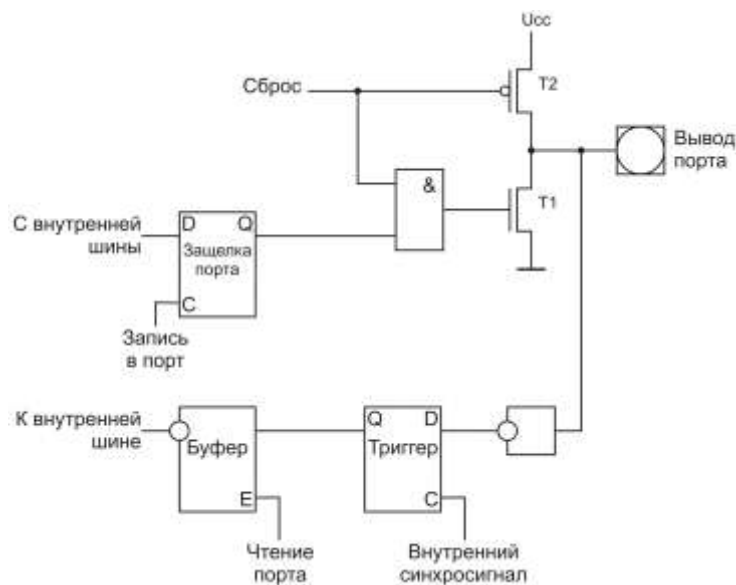 Ucc
Сброс
T2
Вывод
порта
&
T1
С внутренней
шины
D Q
Защелка
порта
C
Запись
в порт
К внутренней
шине
Буфер
E
Q D
Триггер
C
Чтение
порта
Внутренний
синхросигнал